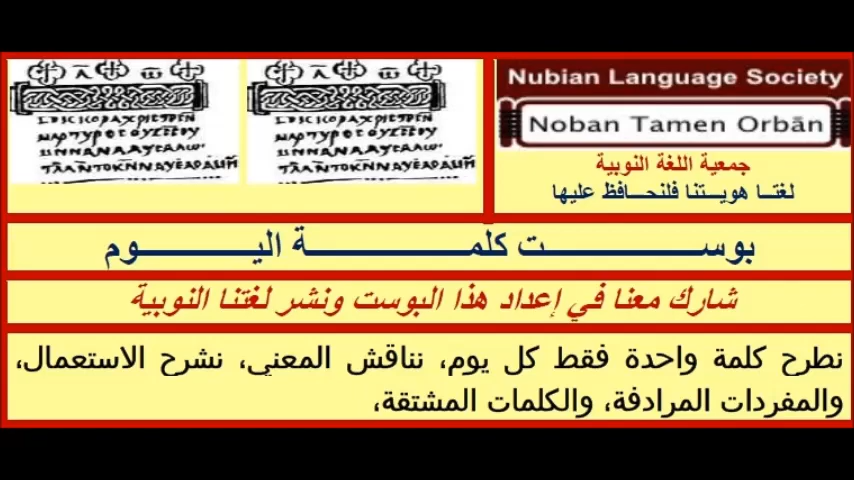 Nubian Language Society
Noban Tamen Orbān
جمعية اللغة النوبية
لغتنا هويتنا فلنحافظ عليها
بوست كلمة اليوم
شارك معنا في إعداد هذا البوست ونشر لغتنا النوبية
نطرح كلمة واحدة فقط كل يوم، نناقش المعني، نشرح الاستعمال،
والمفردات المرادفة، والكلمات المشتقة،